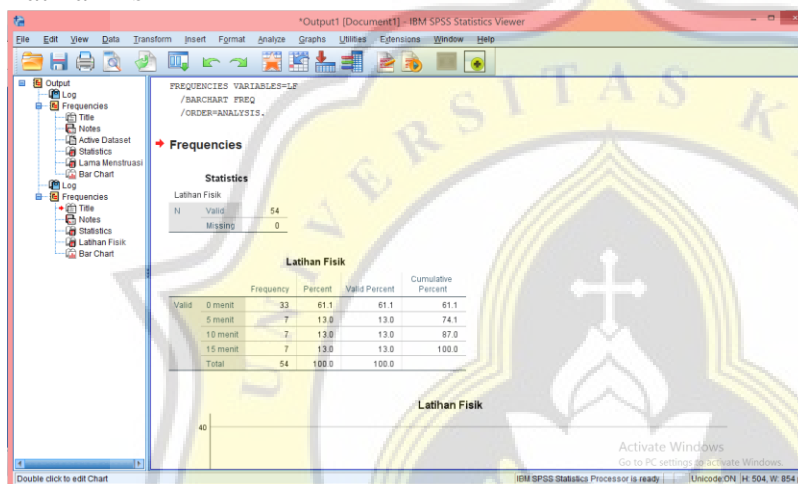 *Output1 [Document1] - IBM SPSS Statistics Viewer
File Edit View Data Transform Insert Format Analyze Graphs Utilities Extensions Window Help
Output
Log
Frequencies
Title
Notes
Active Dataset
Statistics
Lama Menstruasi
Bar Chart
Log
Frequencies
Title
Notes
Statistics
Latihan Fisik
Bar Chart
FREQUENCIES VARIABLES=LF
/BARCHART FREQ
/ORDER=ANALYSIS.
Frequencies
Statistics
Latihan Fisik
N Valid 54
Missing 0
Latihan Fisik
Frequency Percent Valid Percent Cumulative Percent
Valid 0 menit 33 61.1 61.1 61.1
5 menit 7 13.0 13.0 74.1
10 menit 7 13.0 13.0 87.0
15 menit 7 13.0 13.0 100.0
Total 54 100.0 100.0
Latihan Fisik
40
UNIVERSITAS K
Activate Windows
Go to PC settings to activate Windows.
Double click to edit Chart
IBM SPSS Statistics Processor is ready
Unicode:ON H: 504, W: 854